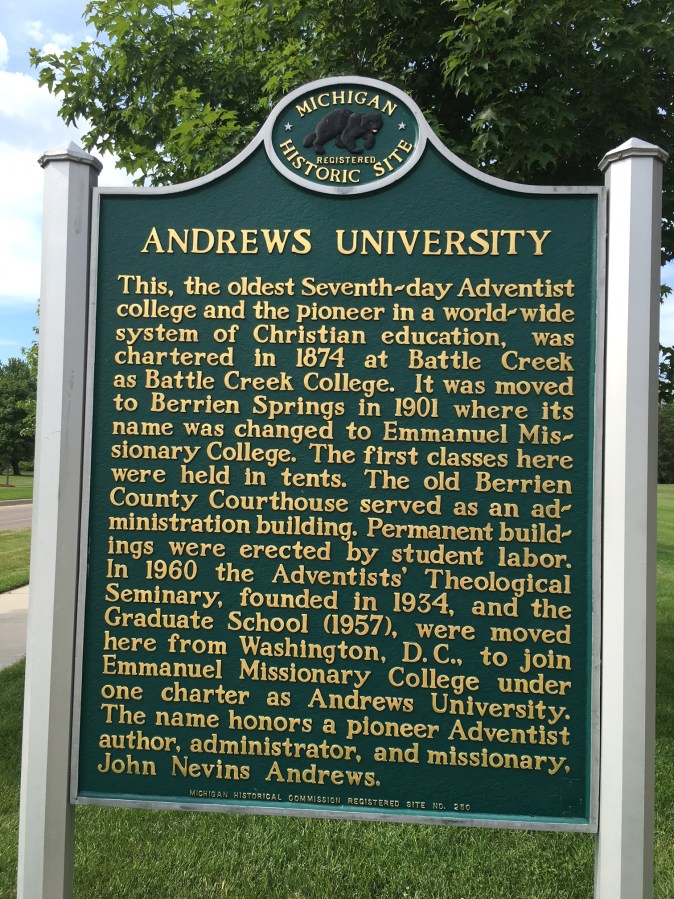 MICHIGAN
REGISTERED
HISTORIC SITE
ANDREWS UNIVERSITY
This, the oldest Seventh-day Adventist
college and the pioneer in a world-wide
system of Christian education, was
chartered in 1874 at Battle Creek
as Battle Creek College. It was moved
to Berrien Springs in 1901 where its
name was changed to Emmanuel Mis-
sionary College. The first classes here
were held in tents. The old Berrien
County Courthouse served as an ad-
ministration building. Permanent build-
ings were erected by student labor.
In 1960 the Adventists' Theological
Seminary, founded in 1934, and the
Graduate School (1957), were moved
here from Washington, D.C., to join
Emmanuel Missionary College under
one charter as Andrews University.
The name honors a pioneer Adventist
author, administrator, and missionary,
John Nevins Andrews.
MICHIGAN HISTORICAL COMMISSION REGISTERED SITE NO. 250